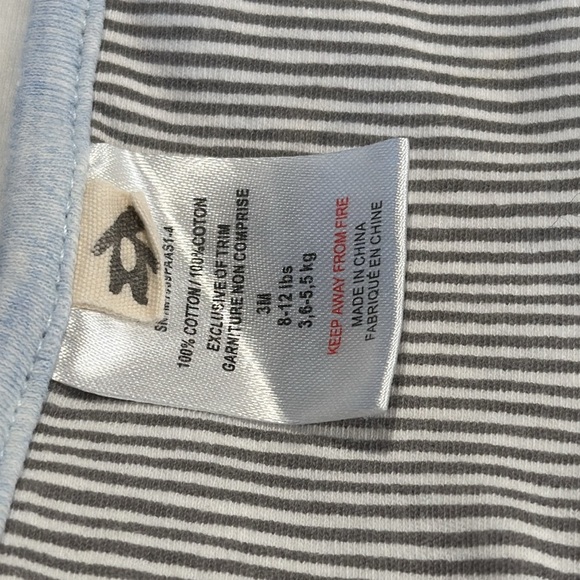 100% COTTON / 100% COTON
EXCLUSIVE OF TRIM
GARNITURE NON COMPRISE
3M
8-12 lbs
3,6-5,5 kg
KEEP AWAY FROM FIRE
MADE IN CHINA
FABRIQUÉ EN CHINE